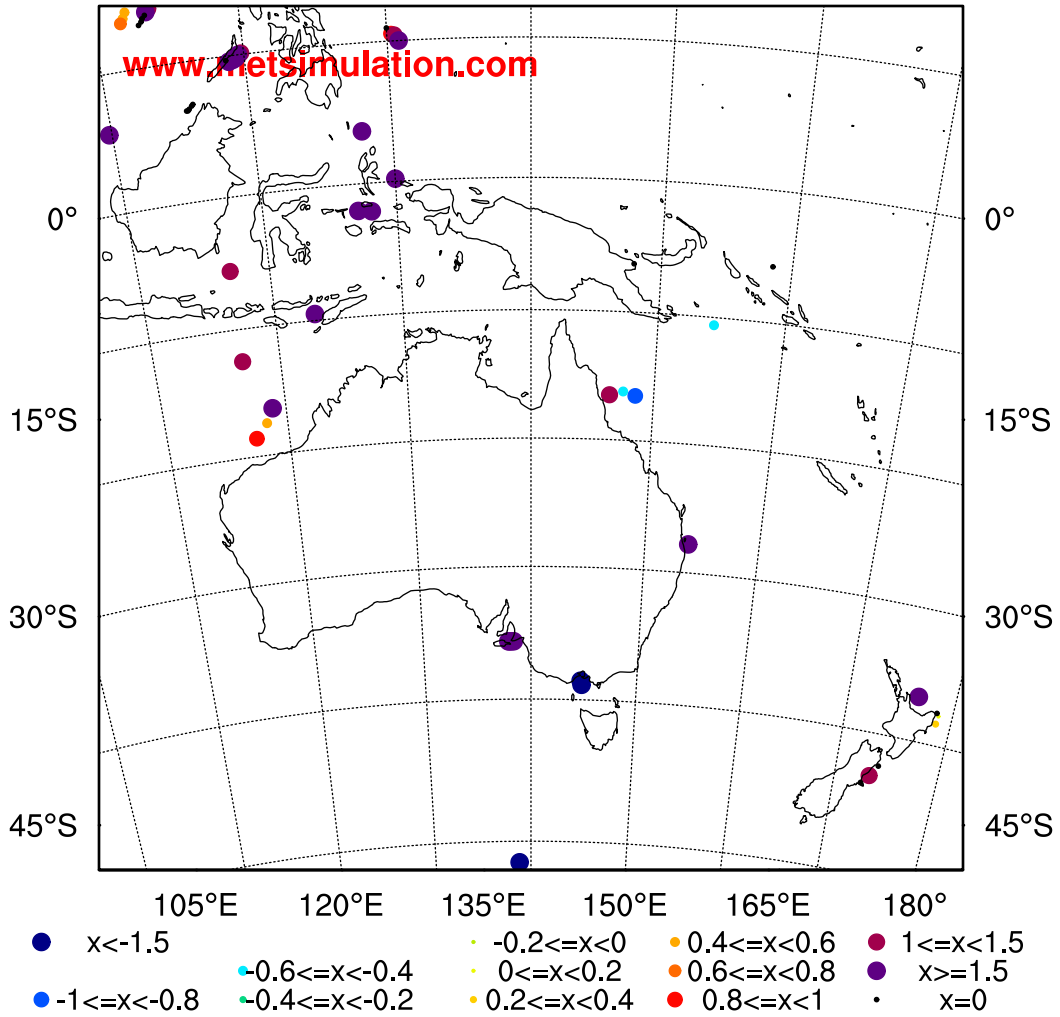 www.metsimulation.com
0° 0°
15°S 15°S
30°S 30°S
45°S 45°S
105°E 120°E 135°E 150°E 165°E 180°
x<-1.5 -0.2<=x<0 0.4<=x<0.6 1<=x<1.5
-0.6<=x<-0.4 0<=x<0.2 0.6<=x<0.8 x>=1.5
-1<=x<-0.8 -0.4<=x<-0.2 0.2<=x<0.4 0.8<=x<1 x=0